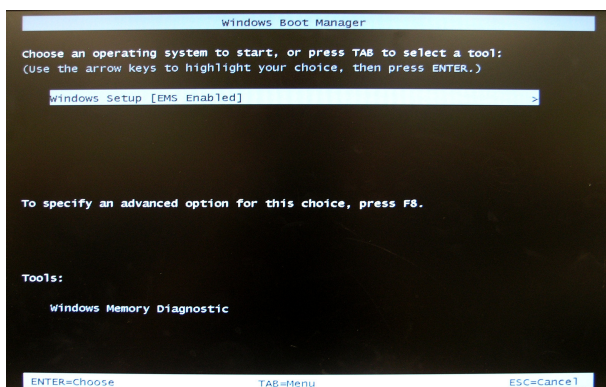 Windows Boot Manager
Choose an operating system to start, or press TAB to select a tool:
(Use the arrow keys to highlight your choice, then press ENTER.)
Windows Setup [EMS Enabled] >
To specify an advanced option for this choice, press F8.
Tools:
Windows Memory Diagnostic
ENTER=Choose TAB=Menu ESC=Cancel